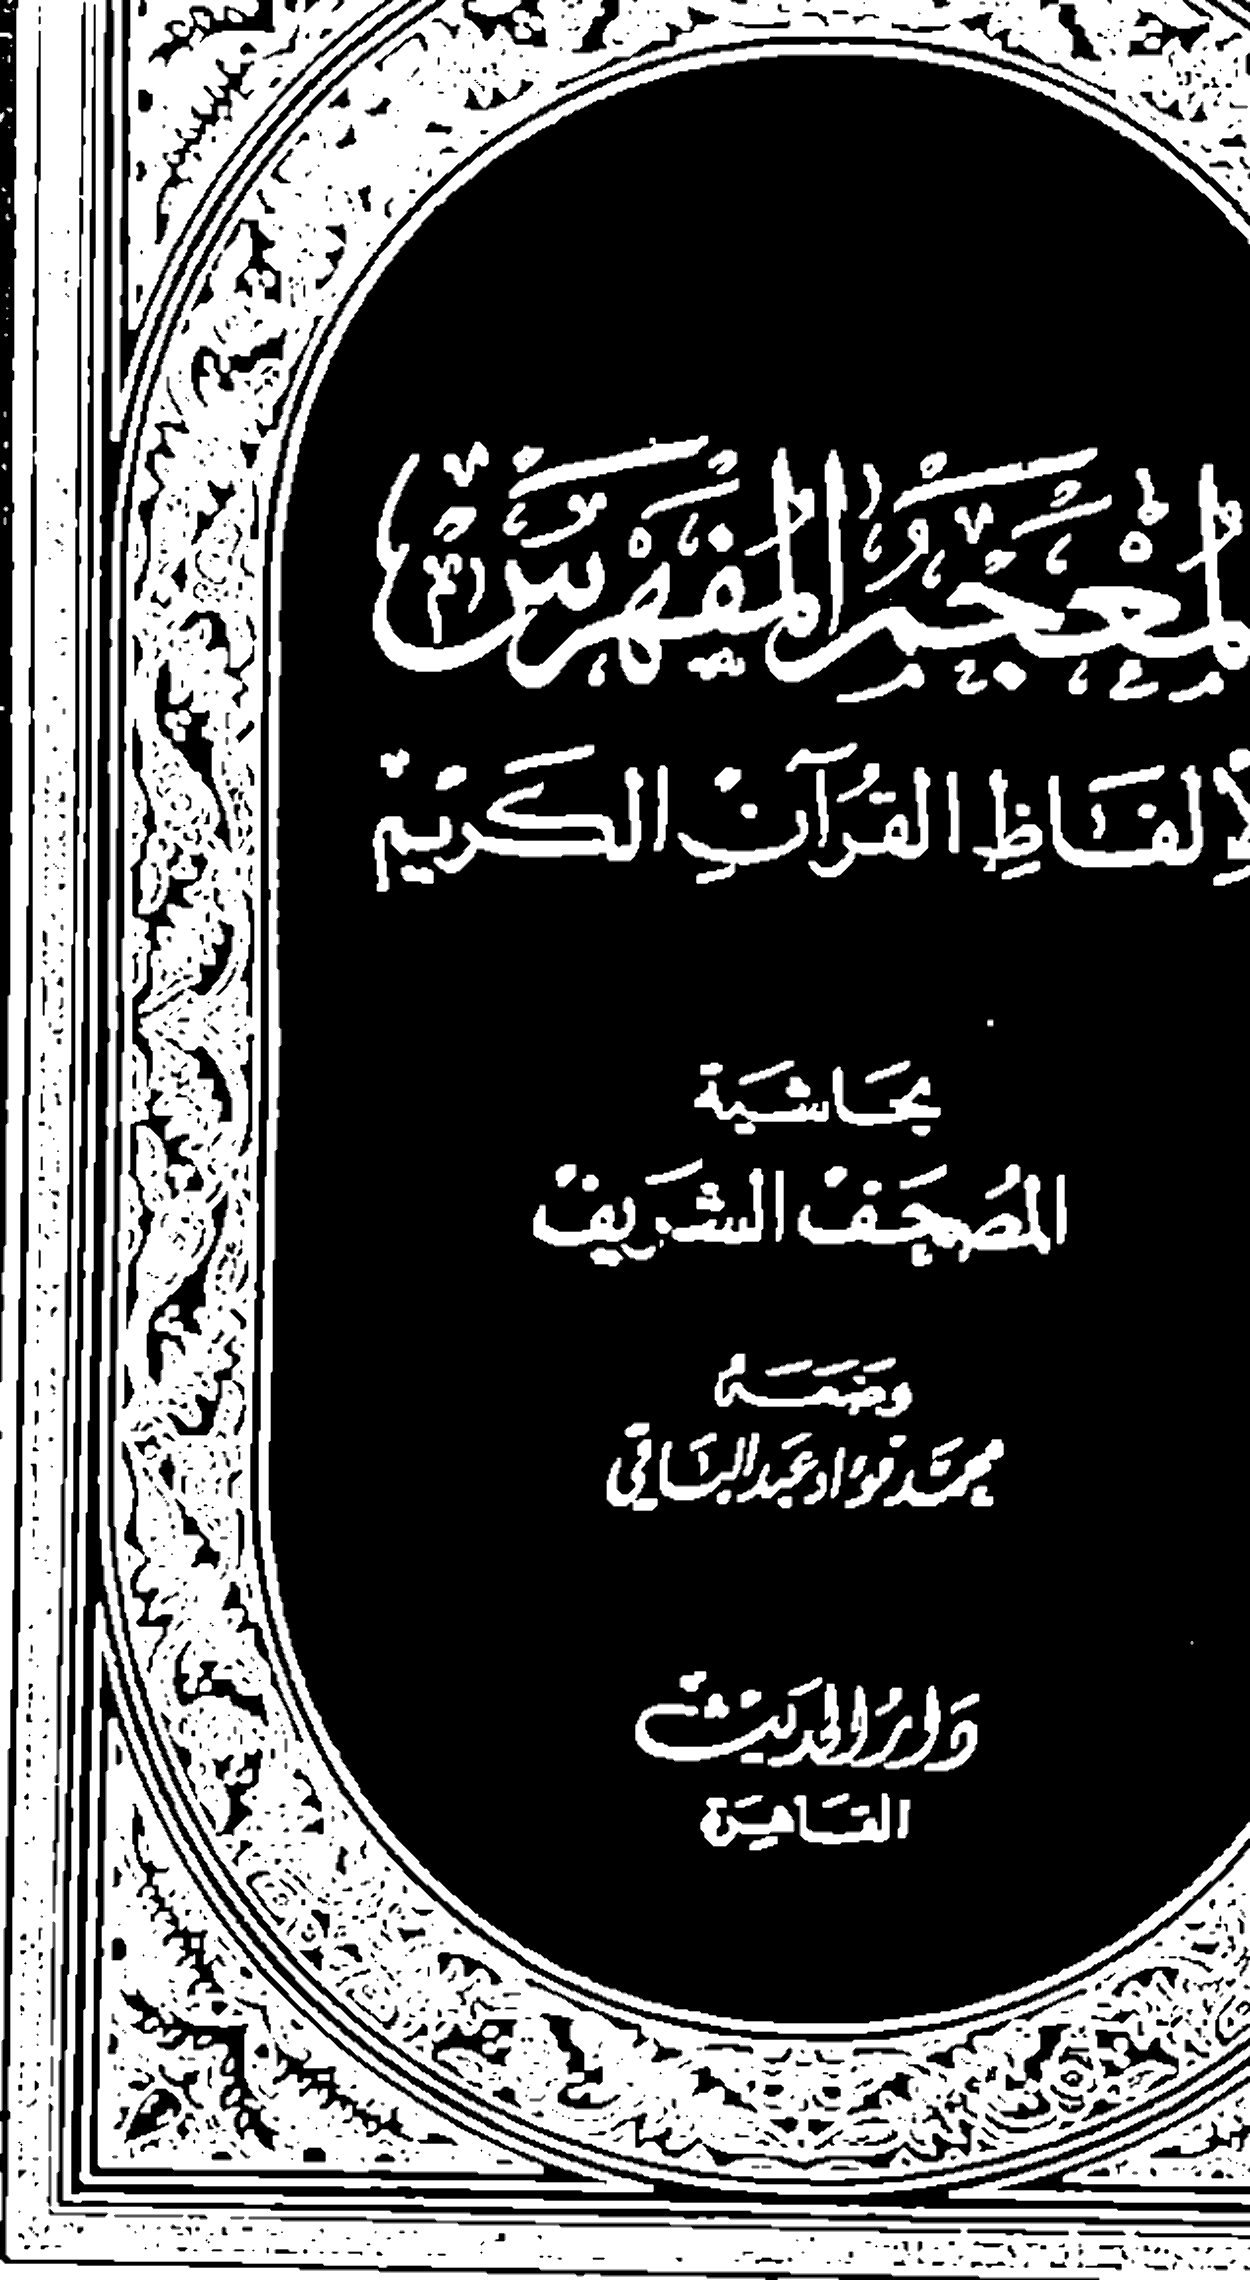 المعجم المفهرس
لألفاظ القرآن الكريم
بحاشية
المصحف الشريف
وضعه
محمد فؤاد عبد الباقي
دار الحديث
القاهرة